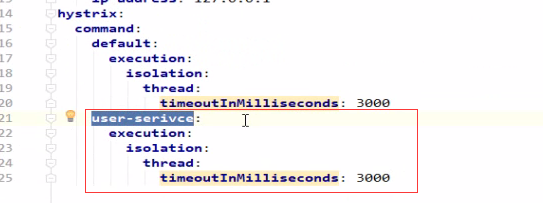 ip-address: 127.0.0.1
14 hystrix:
15 command:
16 default:
17 execution:
18 isolation:
19 thread:
20 timeoutInMilliseconds: 3000
21 user-serivce:
22 execution:
23 isolation:
24 thread:
25 timeoutInMilliseconds: 3000